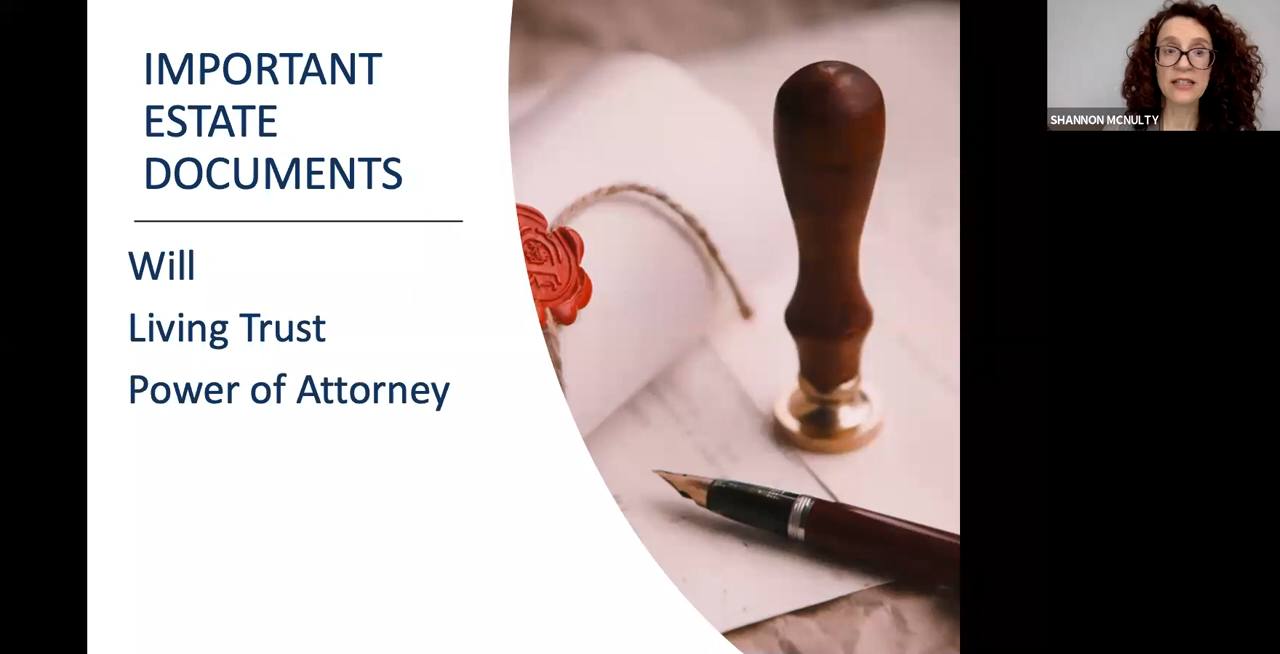 IMPORTANT
ESTATE
DOCUMENTS
Will
Living Trust
Power of Attorney
SHANNON MCNULTY